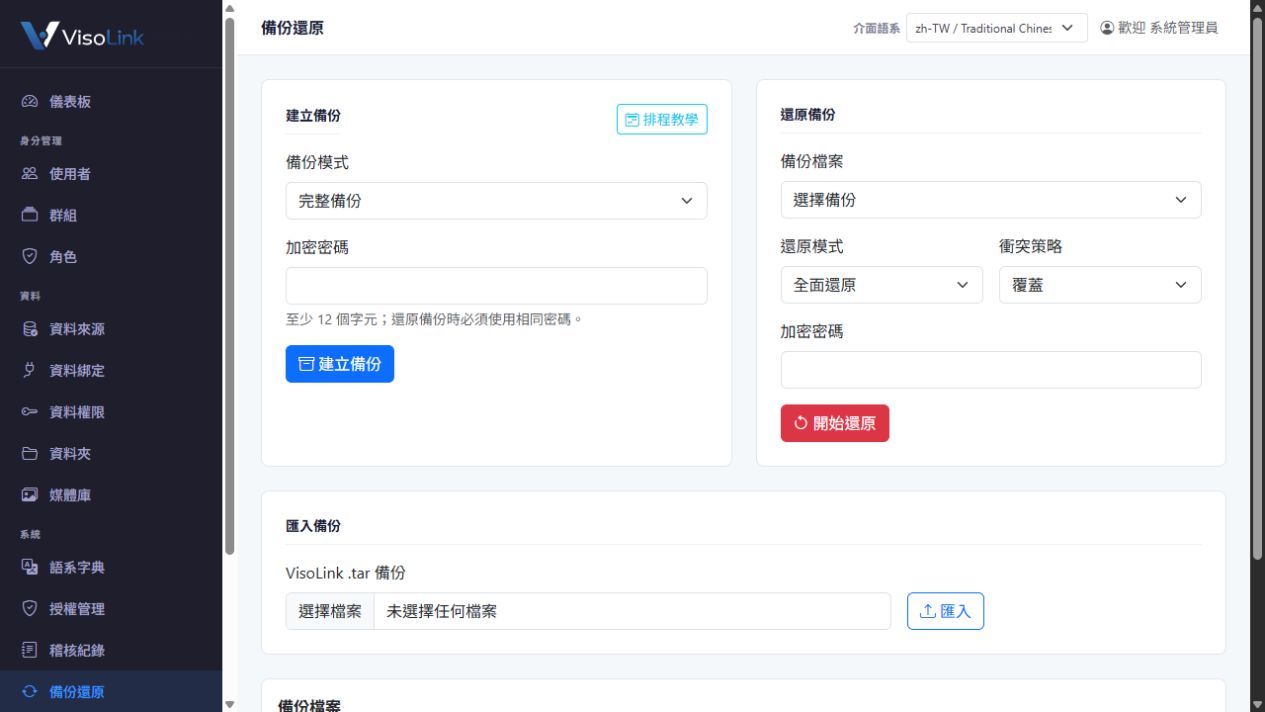 VisoLink
儀表板
身分管理
使用者
群組
角色
資料
資料來源
資料綁定
資料權限
資料夾
媒體庫
系統
語系字典
授權管理
稽核紀錄
備份還原
備份還原
介面語系 zh-TW / Traditional Chines 歡迎 系統管理員
建立備份
排程教學
備份模式
完整備份
加密密碼
至少 12 個字元；還原備份時必須使用相同密碼。
建立備份
還原備份
備份檔案
選擇備份
還原模式 衝突策略
全面還原 覆蓋
加密密碼
開始還原
匯入備份
VisoLink .tar 備份
選擇檔案 未選擇任何檔案 匯入
備份檔案